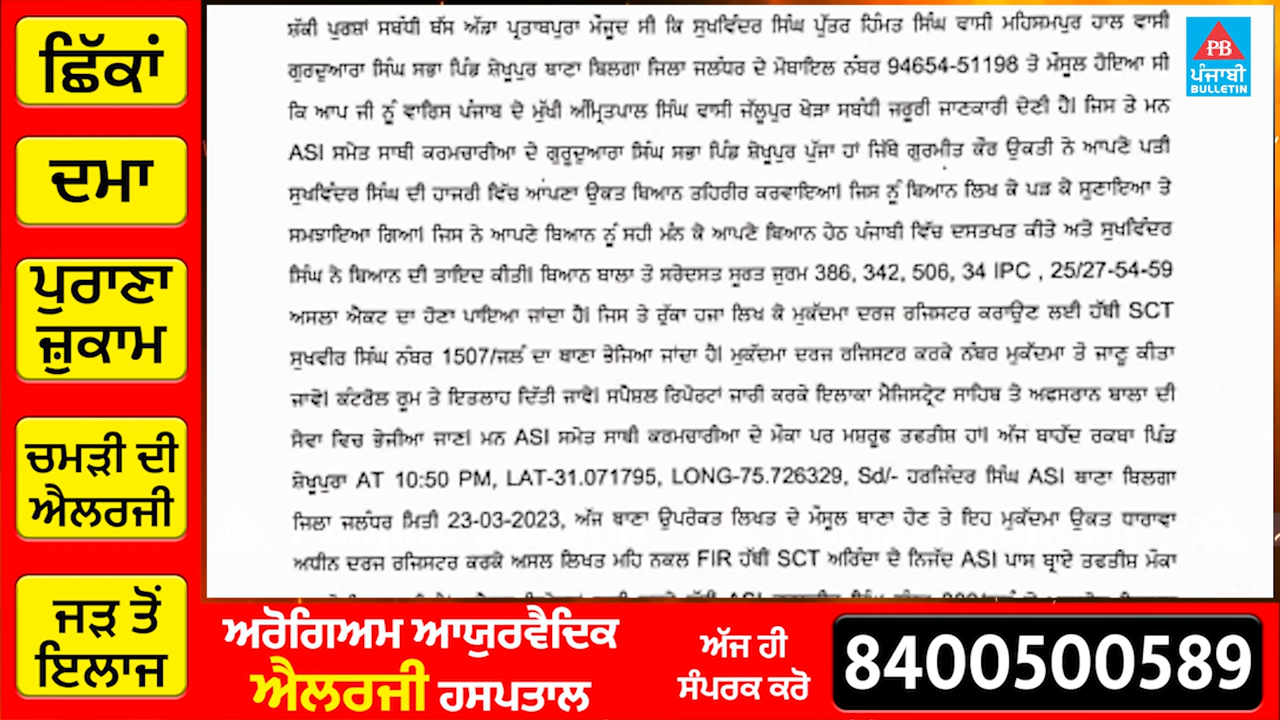 ਛਿੱਕਾਂ
ਦਮਾ
ਪੁਰਾਣਾ
ਜ਼ੁਕਾਮ
ਚਮੜੀ ਦੀ
ਐਲਰਜੀ
ਜੜ ਤੋਂ
ਇਲਾਜ
ਸ਼ੱਕੀ ਪੁਰਸ਼ਾਂ ਸਬੰਧੀ ਬੱਸ ਅੱਡਾ ਪ੍ਰਤਾਬਪੁਰਾ ਮੌਜੂਦ ਸੀ ਕਿ ਸੁਖਵਿੰਦਰ ਸਿੰਘ ਪੁੱਤਰ ਹਿੰਮਤ ਸਿੰਘ ਵਾਸੀ ਮਹਿਸਮਪੁਰ ਹਾਲ ਵਾਸੀ
ਗੁਰਦੁਆਰਾ ਸਿੰਘ ਸਭਾ ਪਿੰਡ ਸ਼ੇਖੂਪੁਰ ਥਾਣਾ ਬਿਲਗਾ ਜਿਲਾ ਜਲੰਧਰ ਦੇ ਮੋਬਾਇਲ ਨੰਬਰ 94654-51198 ਤੋ ਮੌਸੂਲ ਹੋਇਆ ਸੀ
ਕਿ ਆਪ ਜੀ ਨੂੰ ਵਾਰਿਸ ਪੰਜਾਬ ਦੇ ਮੁੱਖੀ ਅੰਮ੍ਰਿਤਪਾਲ ਸਿੰਘ ਵਾਸੀ ਜੱਲੂਪੁਰ ਖੇੜਾ ਸਬੰਧੀ ਜਰੂਰੀ ਜਾਣਕਾਰੀ ਦੇਣੀ ਹੈ। ਜਿਸ ਤੇ ਮਨ
ASI ਸਮੇਤ ਸਾਥੀ ਕਰਮਚਾਰੀਆ ਦੇ ਗੁਰੂਦੁਆਰਾ ਸਿੰਘ ਸਭਾ ਪਿੰਡ ਸ਼ੇਖੂਪੁਰ ਪੁੱਜਾ ਹਾਂ ਜਿੱਥੇ ਗੁਰਮੀਤ ਕੌਰ ਉਕਤੀ ਨੇ ਆਪਣੇ ਪਤੀ
ਸੁਖਵਿੰਦਰ ਸਿੰਘ ਦੀ ਹਾਜਰੀ ਵਿੱਚ ਆਪਣਾ ਉਕਤ ਬਿਆਨ ਤਹਿਰੀਰ ਕਰਵਾਇਆ। ਜਿਸ ਨੂੰ ਬਿਆਨ ਲਿਖ ਕੇ ਪੜ ਕੇ ਸੁਣਾਇਆ ਤੇ
ਸਮਝਾਇਆ ਗਿਆ। ਜਿਸ ਨੇ ਆਪਣੇ ਬਿਆਨ ਨੂੰ ਸਹੀ ਮੰਨ ਕੇ ਆਪਣੇ ਬਿਆਨ ਹੇਠ ਪੰਜਾਬੀ ਵਿੱਚ ਦਸਤਖਤ ਕੀਤੇ ਅਤੇ ਸੁਖਵਿੰਦਰ
ਸਿੰਘ ਨੇ ਬਿਆਨ ਦੀ ਤਾਇਦ ਕੀਤੀ। ਬਿਆਨ ਬਾਲਾ ਤੋ ਸਰੇਦਸਤ ਸੂਰਤ ਜੁਰਮ 386, 342, 506, 34 IPC , 25/27-54-59
ਅਸਲਾ ਐਕਟ ਦਾ ਹੋਣਾ ਪਾਇਆ ਜਾਂਦਾ ਹੈ। ਜਿਸ ਤੇ ਰੁੱਕਾ ਹਜਾ ਲਿਖ ਕੇ ਮੁਕੱਦਮਾ ਦਰਜ ਰਜਿਸਟਰ ਕਰਾਉਣ ਲਈ ਹੱਥੀ SCT
ਸੁਖਵੀਰ ਸਿੰਘ ਨੰਬਰ 1507/ਜਲੰ ਦਾ ਥਾਣਾ ਭੇਜਿਆ ਜਾਂਦਾ ਹੈ। ਮੁਕੱਦਮਾ ਦਰਜ ਰਜਿਸਟਰ ਕਰਕੇ ਨੰਬਰ ਮੁਕੱਦਮਾ ਤੋ ਜਾਣੂ ਕੀਤਾ
ਜਾਵੇ। ਕੰਟਰੋਲ ਰੂਮ ਤੇ ਇਤਲਾਹ ਦਿੱਤੀ ਜਾਵੇ। ਸਪੈਸ਼ਲ ਰਿਪੋਰਟਾਂ ਜਾਰੀ ਕਰਕੇ ਇਲਾਕਾ ਮੈਜਿਸਟ੍ਰੇਟ ਸਾਹਿਬ ਤੇ ਅਫਸਰਾਨ ਬਾਲਾ ਦੀ
ਸੇਵਾ ਵਿਚ ਭੇਜੀਆ ਜਾਣ। ਮਨ ASI ਸਮੇਤ ਸਾਥੀ ਕਰਮਚਾਰੀਆ ਦੇ ਮੌਕਾ ਪਰ ਮਸ਼ਰੂਫ ਤਫਤੀਸ਼ ਹਾਂ। ਅੱਜ ਬਾਹੱਦ ਰਕਬਾ ਪਿੰਡ
ਸ਼ੇਖੂਪੁਰਾ AT 10:50 PM, LAT-31.071795, LONG-75.726329, Sd/- ਹਰਜਿੰਦਰ ਸਿੰਘ ASI ਥਾਣਾ ਬਿਲਗਾ
ਜਿਲਾ ਜਲੰਧਰ ਮਿਤੀ 23-03-2023, ਅੱਜ ਥਾਣਾ ਉਪਰੋਕਤ ਲਿਖਤ ਦੇ ਮੌਸੂਲ ਥਾਣਾ ਹੋਣ ਤੇ ਇਹ ਮੁਕੱਦਮਾ ਉਕਤ ਧਾਰਾਵਾ
ਅਧੀਨ ਦਰਜ ਰਜਿਸਟਰ ਕਰਕੇ ਅਸਲ ਲਿਖਤ ਮਹਿ ਨਕਲ FIR ਹੱਥੀ SCT ਅਰਿੰਦਾ ਦੇ ਨਿਜੱਦ ASI ਪਾਸ ਬ੍ਰਾਏ ਤਫਤੀਸ਼ ਮੌਕਾ
PB
ਪੰਜਾਬੀ
BULLETIN
ਅਰੋਗਿਅਮ ਆਯੁਰਵੈਦਿਕ
ਐਲਰਜੀ ਹਸਪਤਾਲ
ਅੱਜ ਹੀ
ਸੰਪਰਕ ਕਰੋ
8400500589